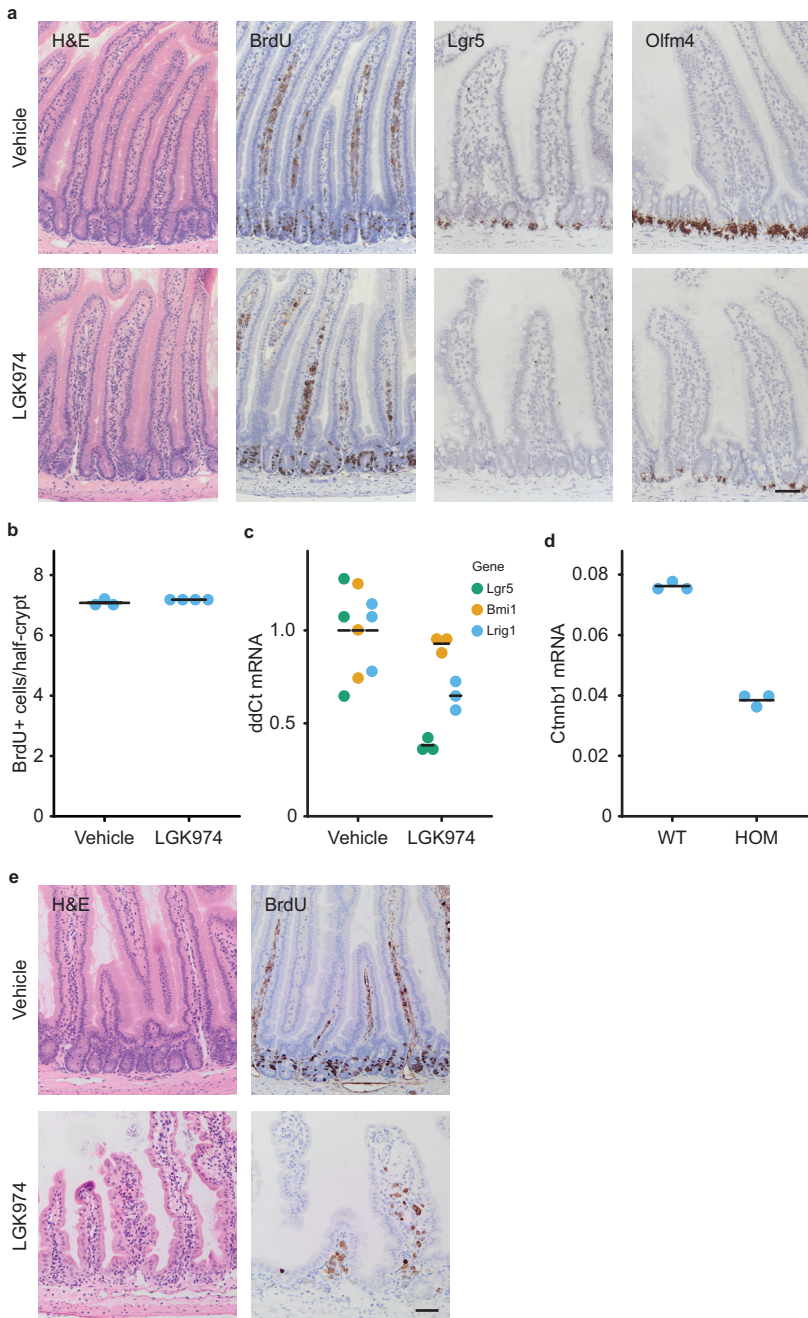 a
H&E
BrdU
Lgr5
Olfm4
Vehicle
LGK974
b
BrdU+ cells/half-crypt
8
6
4
2
0
Vehicle
LGK974
c
ddCt mRNA
1.0
0.5
0
Vehicle
LGK974
Gene
Lgr5
Bmi1
Lrig1
d
Ctnnb1 mRNA
0.08
0.06
0.04
0.02
0
WT
HOM
e
H&E
BrdU
Vehicle
LGK974